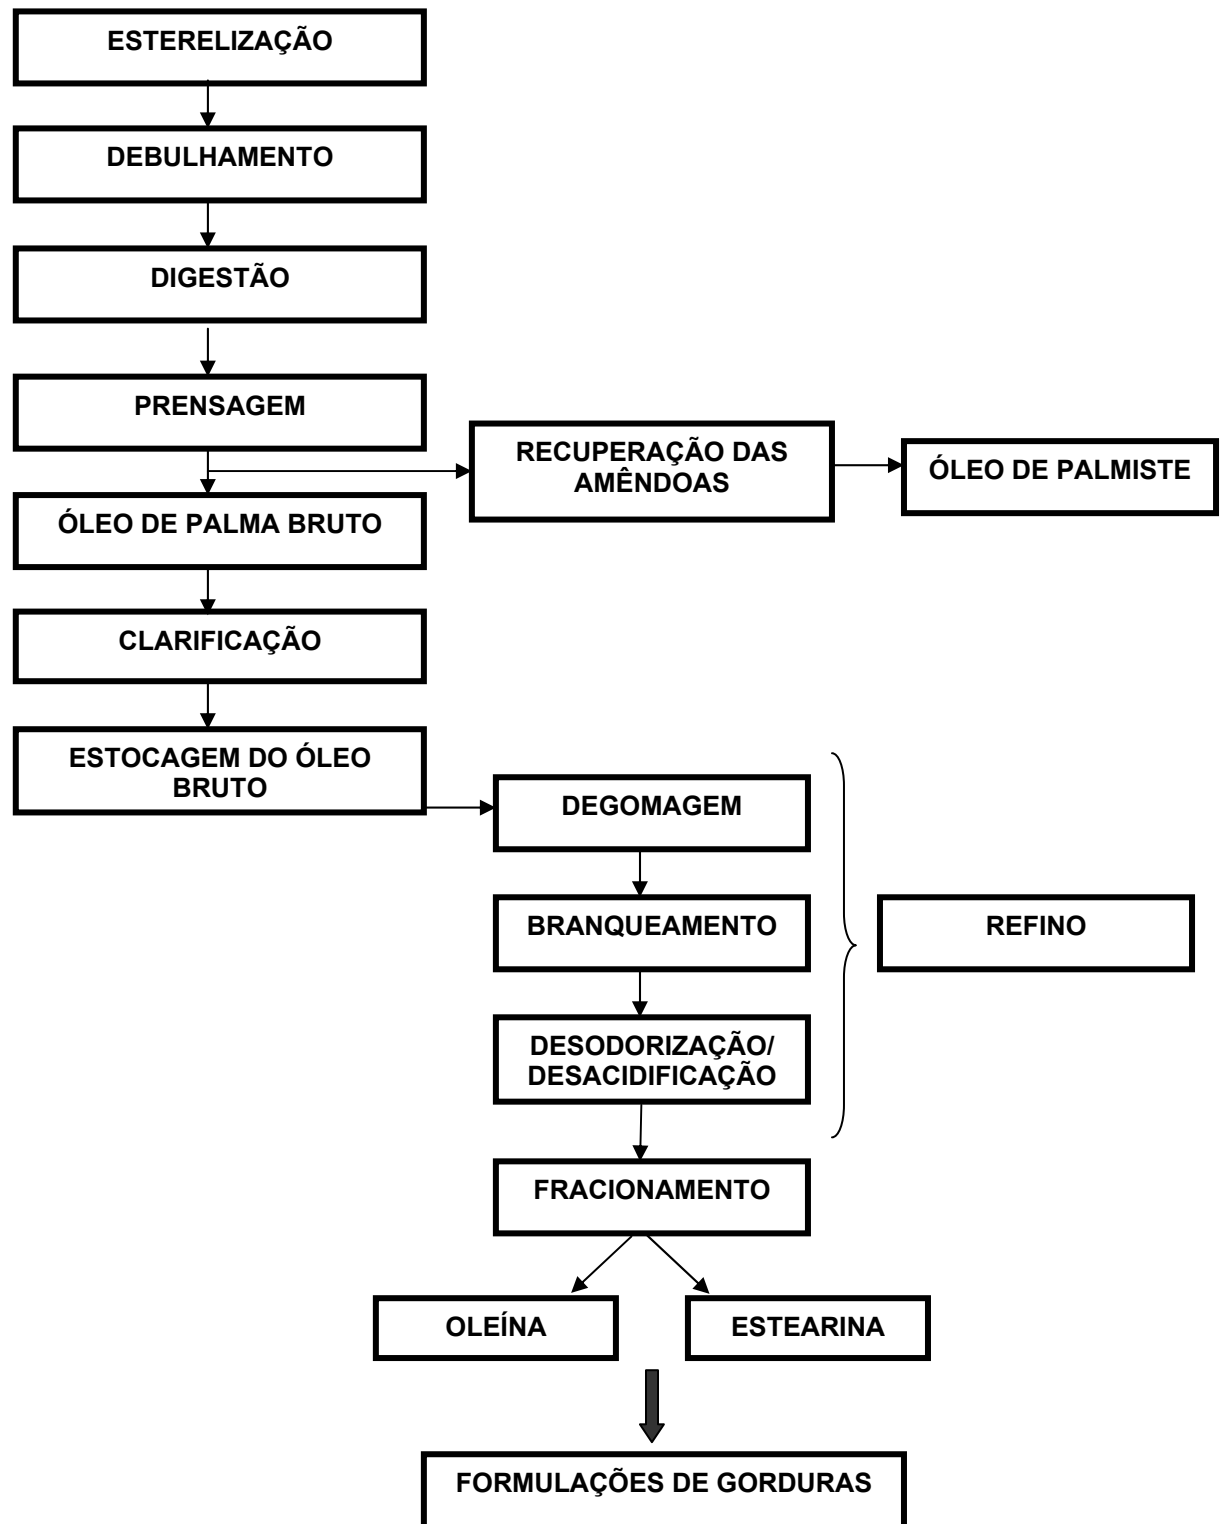 ESTERELIZAÇÃO
DEBULHAMENTO
DIGESTÃO
PRENSAGEM
RECUPERAÇÃO DAS
AMÊNDOAS
ÓLEO DE PALMISTE
ÓLEO DE PALMA BRUTO
CLARIFICAÇÃO
ESTOCAGEM DO ÓLEO
BRUTO
DEGOMAGEM
BRANQUEAMENTO
REFINO
DESODORIZAÇÃO/
DESACIDIFICAÇÃO
FRACIONAMENTO
OLEÍNA
ESTEARINA
FORMULAÇÕES DE GORDURAS